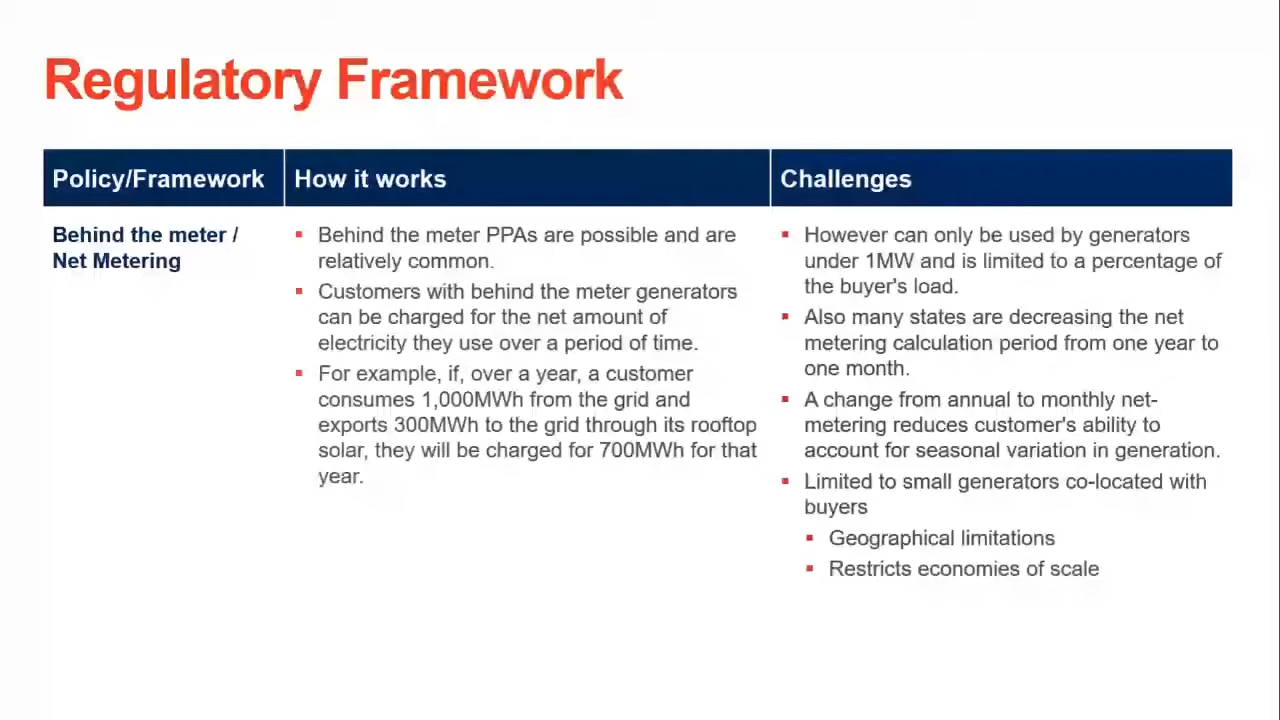 Regulatory Framework
Policy/Framework
How it works
Challenges
Behind the meter /
Net Metering
Behind the meter PPAs are possible and are
relatively common.
Customers with behind the meter generators
can be charged for the net amount of
electricity they use over a period of time.
For example, if, over a year, a customer
consumes 1,000MWh from the grid and
exports 300MWh to the grid through its rooftop
solar, they will be charged for 700MWh for that
year.
However can only be used by generators
under 1MW and is limited to a percentage of
the buyer's load.
Also many states are decreasing the net
metering calculation period from one year to
one month.
A change from annual to monthly net-
metering reduces customer's ability to
account for seasonal variation in generation.
Limited to small generators co-located with
buyers
Geographical limitations
Restricts economies of scale